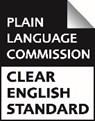 PLAIN
LANGUAGE
COMMISSION
CLEAR
ENGLISH
STANDARD